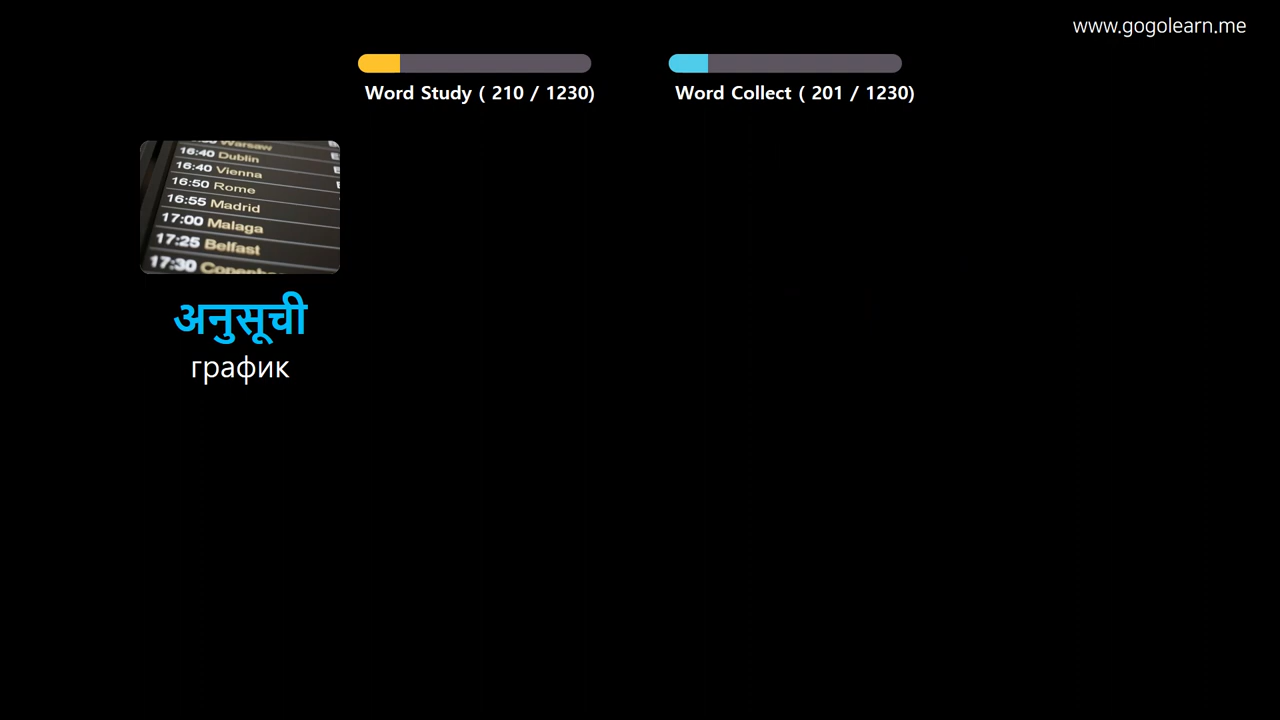 www.gogolearn.me
Word Study ( 210 / 1230)
Word Collect ( 201 / 1230)
Warsaw
16:40 Dublin
16:40 Vienna
16:50 Rome
16:55 Madrid
17:00 Malaga
17:25 Belfast
17:30
अनुसूची
график